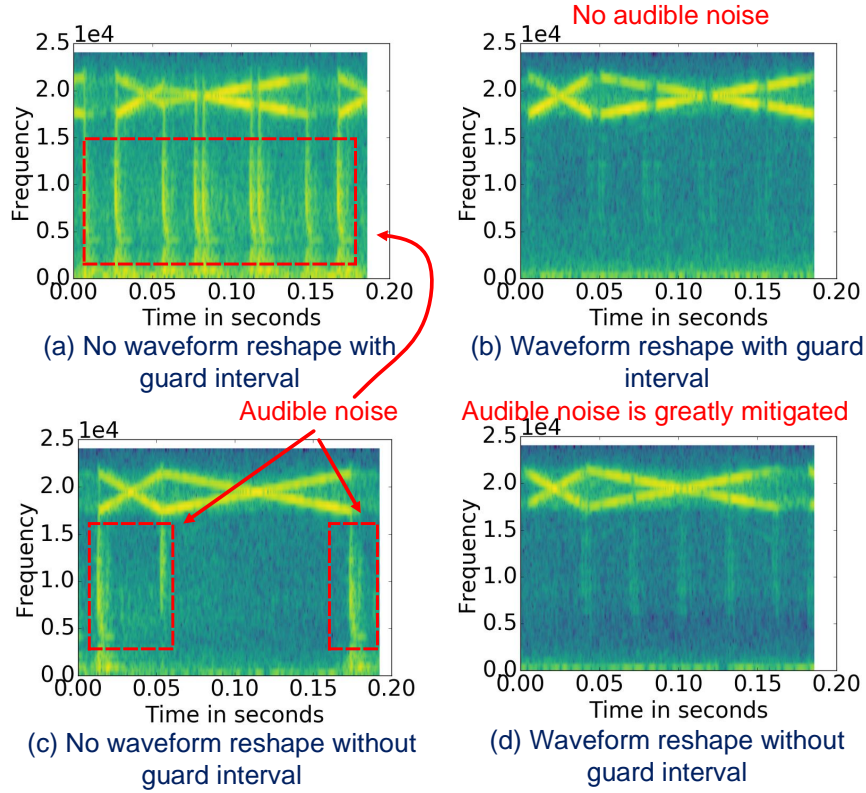 No audible noise
1e4
2.5
2.0
1.5
1.0
0.5
0.0
Frequency
0.00 0.05 0.10 0.15 0.20
Time in seconds
(a) No waveform reshape with
guard interval
1e4
2.5
2.0
1.5
1.0
0.5
0.0
Frequency
0.00 0.05 0.10 0.15 0.20
Time in seconds
(b) Waveform reshape with guard
interval
Audible noise
Audible noise is greatly mitigated
1e4
2.5
2.0
1.5
1.0
0.5
0.0
Frequency
0.00 0.05 0.10 0.15 0.20
Time in seconds
(c) No waveform reshape without
guard interval
1e4
2.5
2.0
1.5
1.0
0.5
0.0
Frequency
0.00 0.05 0.10 0.15 0.20
Time in seconds
(d) Waveform reshape without
guard interval